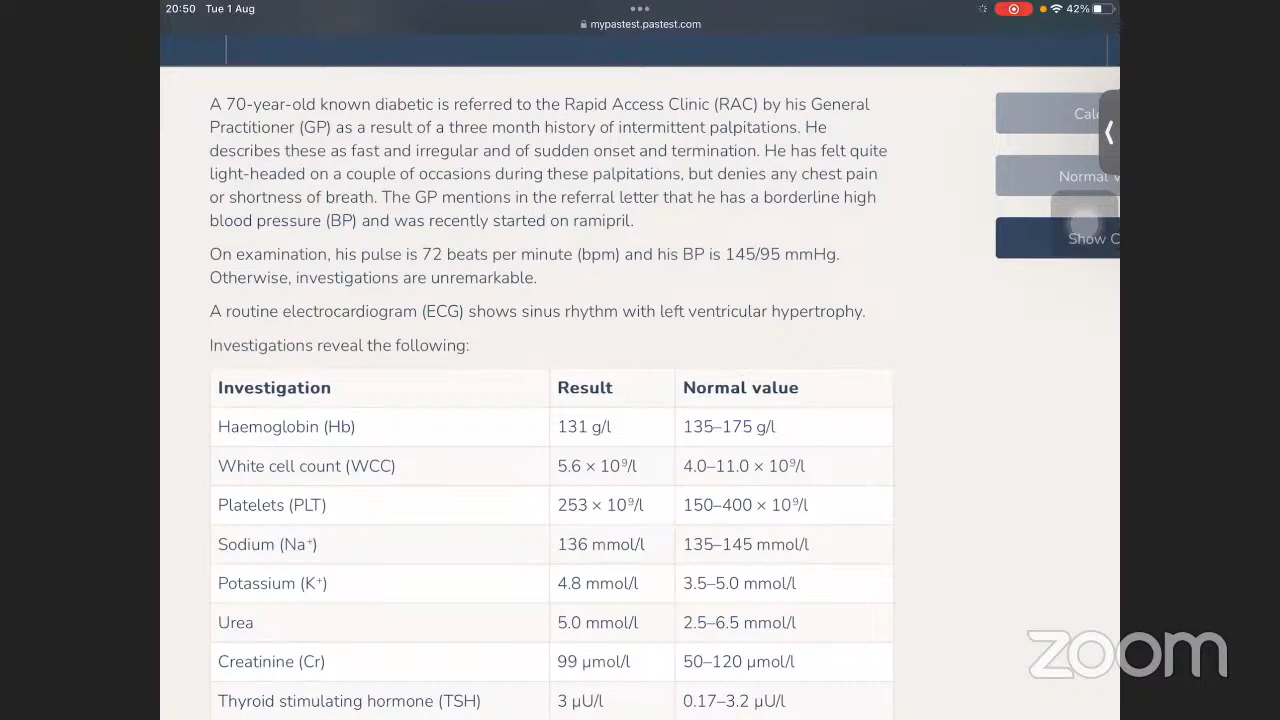 20:50 Tue 1 Aug
42%
mypastest.pastest.com
A 70-year-old known diabetic is referred to the Rapid Access Clinic (RAC) by his General
Practitioner (GP) as a result of a three month history of intermittent palpitations. He
describes these as fast and irregular and of sudden onset and termination. He has felt quite
light-headed on a couple of occasions during these palpitations, but denies any chest pain
or shortness of breath. The GP mentions in the referral letter that he has a borderline high
blood pressure (BP) and was recently started on ramipril.
On examination, his pulse is 72 beats per minute (bpm) and his BP is 145/95 mmHg.
Otherwise, investigations are unremarkable.
A routine electrocardiogram (ECG) shows sinus rhythm with left ventricular hypertrophy.
Investigations reveal the following:
Investigation Result Normal value
Haemoglobin (Hb) 131 g/l 135–175 g/l
White cell count (WCC) 5.6 × 10⁹/l 4.0–11.0 × 10⁹/l
Platelets (PLT) 253 × 10⁹/l 150–400 × 10⁹/l
Sodium (Na⁺) 136 mmol/l 135–145 mmol/l
Potassium (K⁺) 4.8 mmol/l 3.5–5.0 mmol/l
Urea 5.0 mmol/l 2.5–6.5 mmol/l
Creatinine (Cr) 99 µmol/l 50–120 µmol/l
Thyroid stimulating hormone (TSH) 3 µU/l 0.17–3.2 µU/l
Calc
Normal V
Show C
zoom